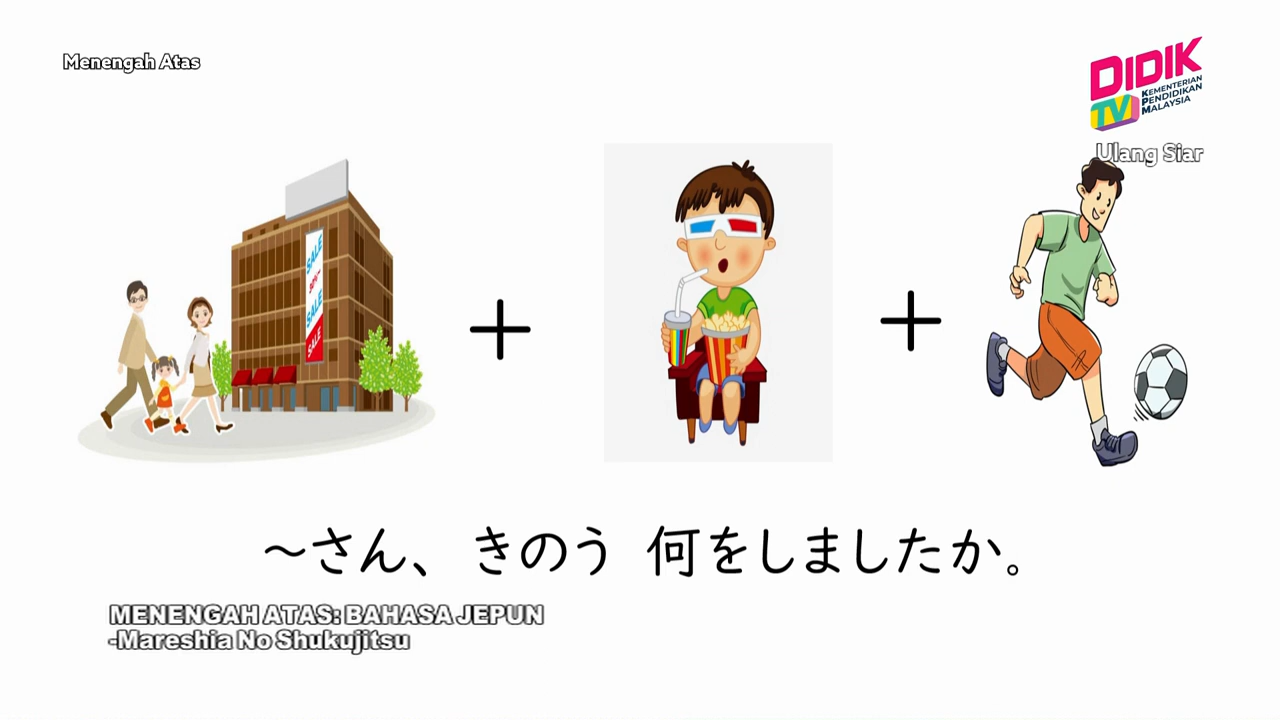 Menengah Atas
DIDIK
TV
KEMENTERIAN
PENDIDIKAN
MALAYSIA
Ulang Siar
SALE
SALE
SALE
～さん、きのう 何をしましたか。
MENENGAH ATAS: BAHASA JEPUN
-Mareshia No Shukujitsu